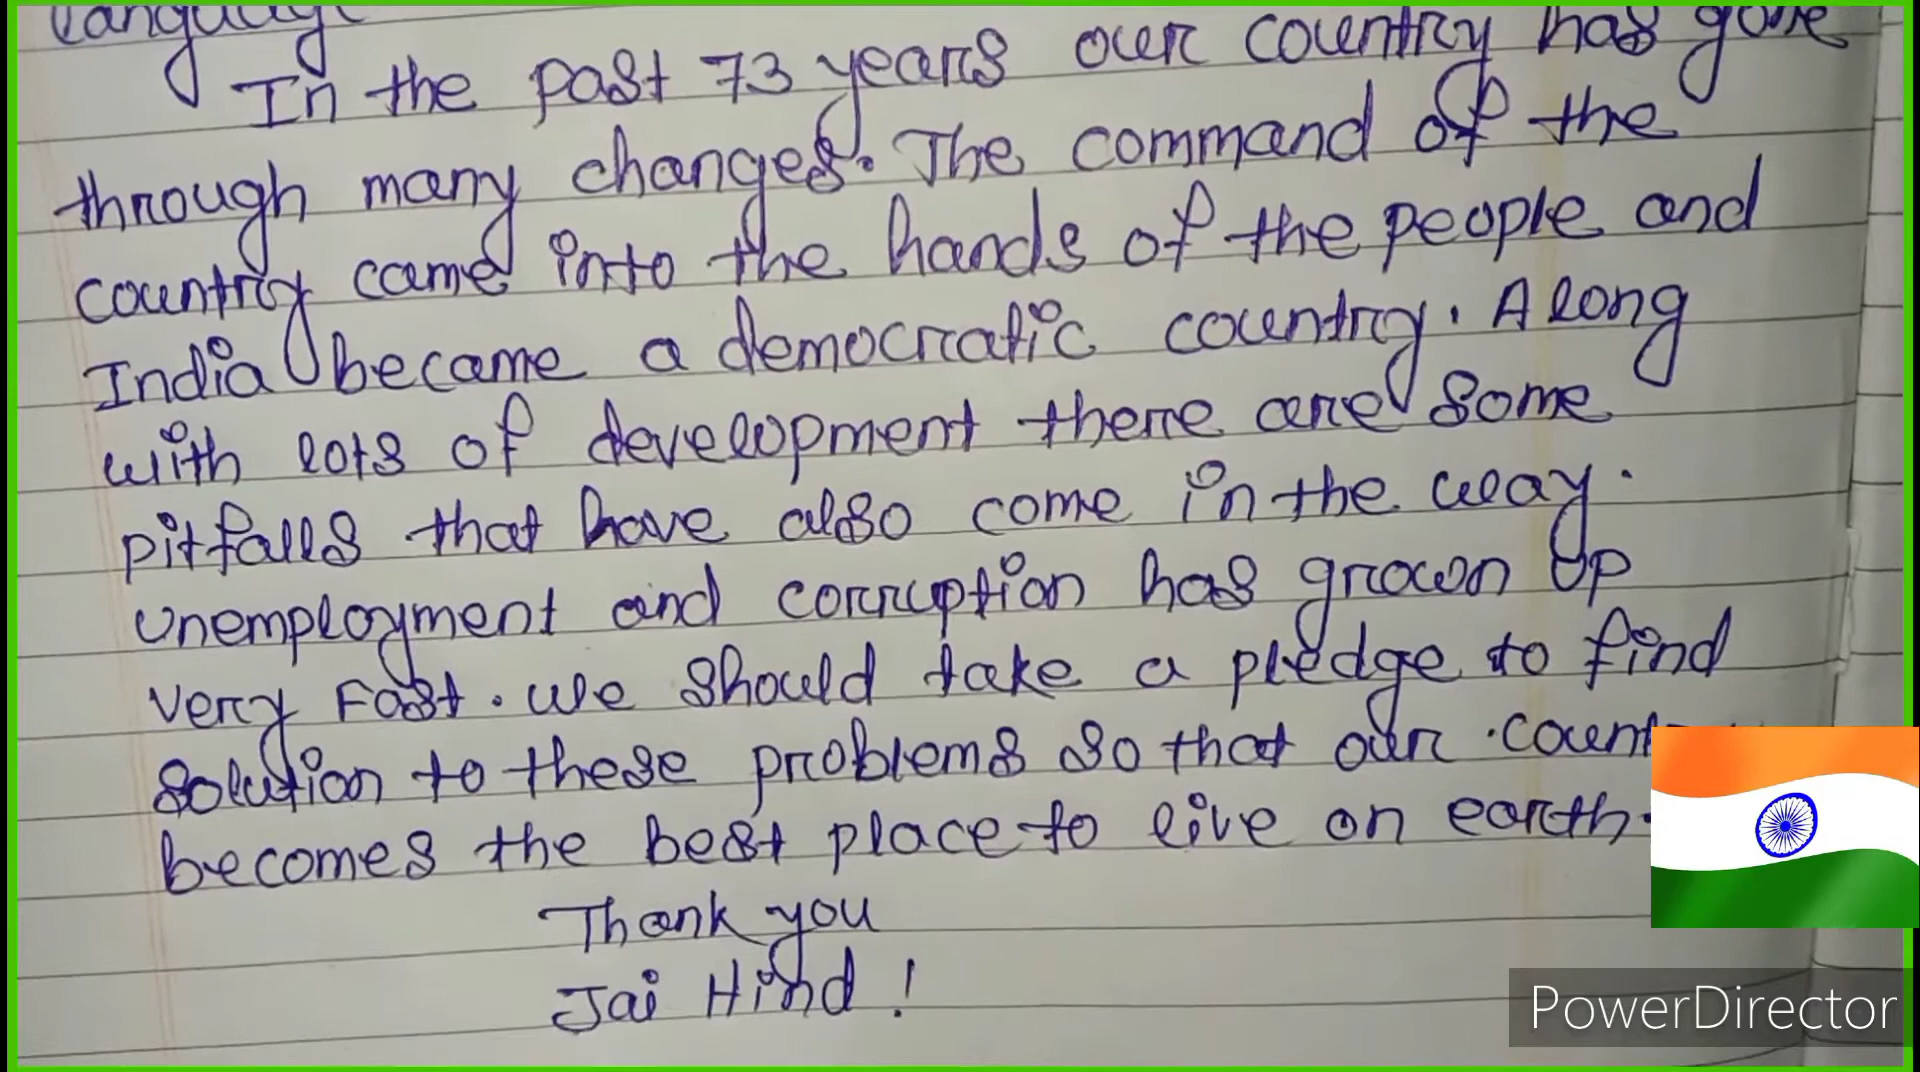 language.
In the past 73 years our country has gone
through many changes. The command of the
country came into the hands of the people and
India became a democratic country. Along
with lots of development there are some
pitfalls that have also come in the way.
Unemployment and corruption has grown up
very Fast. we should take a pledge to find
solution to these problems so that our
becomes the best place to live on earth.
Thank you
Jai Hind !
PowerDirector